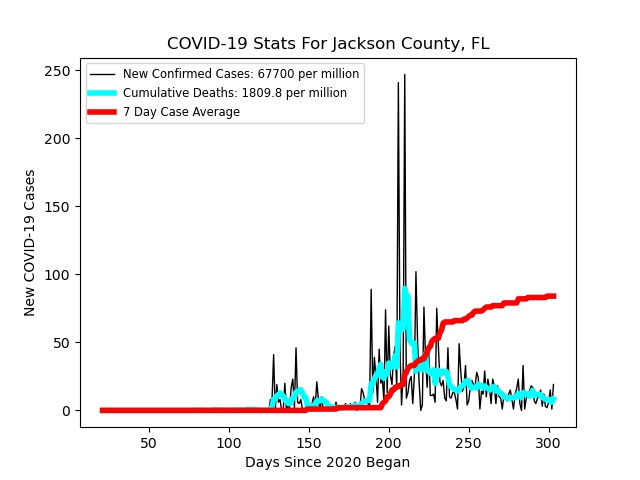 COVID-19 Stats For Jackson County, FL
New Confirmed Cases: 67700 per million
Cumulative Deaths: 1809.8 per million
7 Day Case Average
New COVID-19 Cases
250
200
150
100
50
0
50 100 150 200 250 300
Days Since 2020 Began